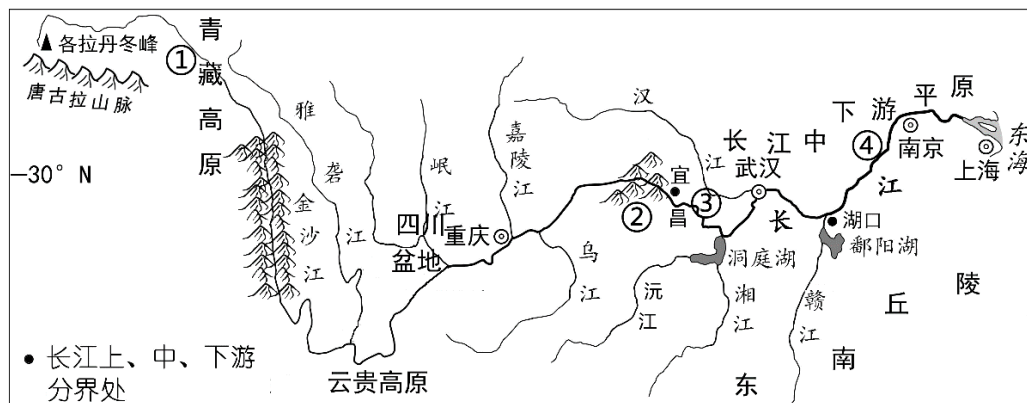 各拉丹冬峰
唐古拉山脉
①
青藏高原
30° N
金沙江
雅砻江
岷江
四川盆地
嘉陵江
重庆
云贵高原
乌江
②
宜昌
③
汉江
武汉
洞庭湖
沅江
湘江
长江
长江中下游平原
④
南京
上海
东海
湖口
鄱阳湖
赣江
东南丘陵
长江上、中、下游
分界处